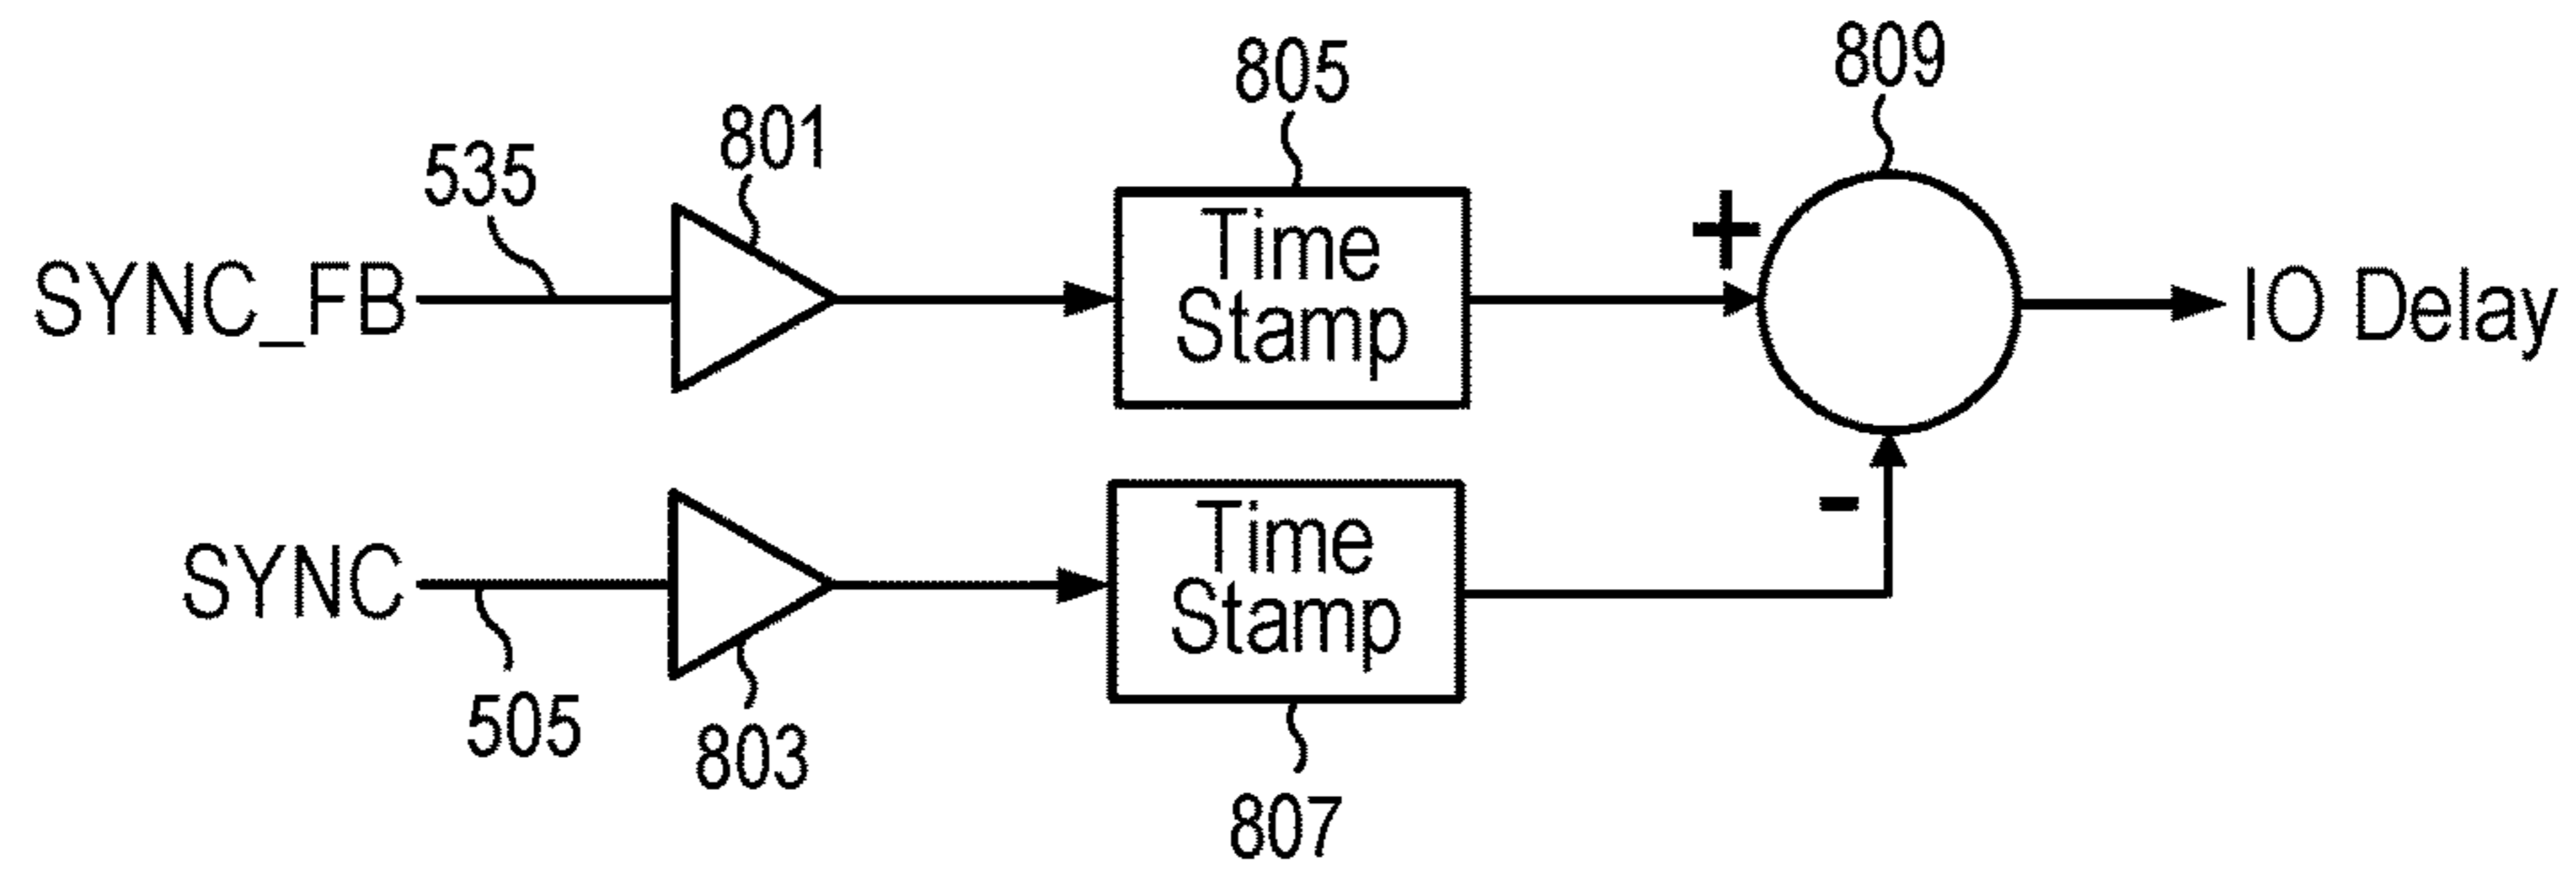 809
805
801
535
Time
Stamp
+
SYNC_FB
IO Delay
-
Time
Stamp
SYNC
505
803
807